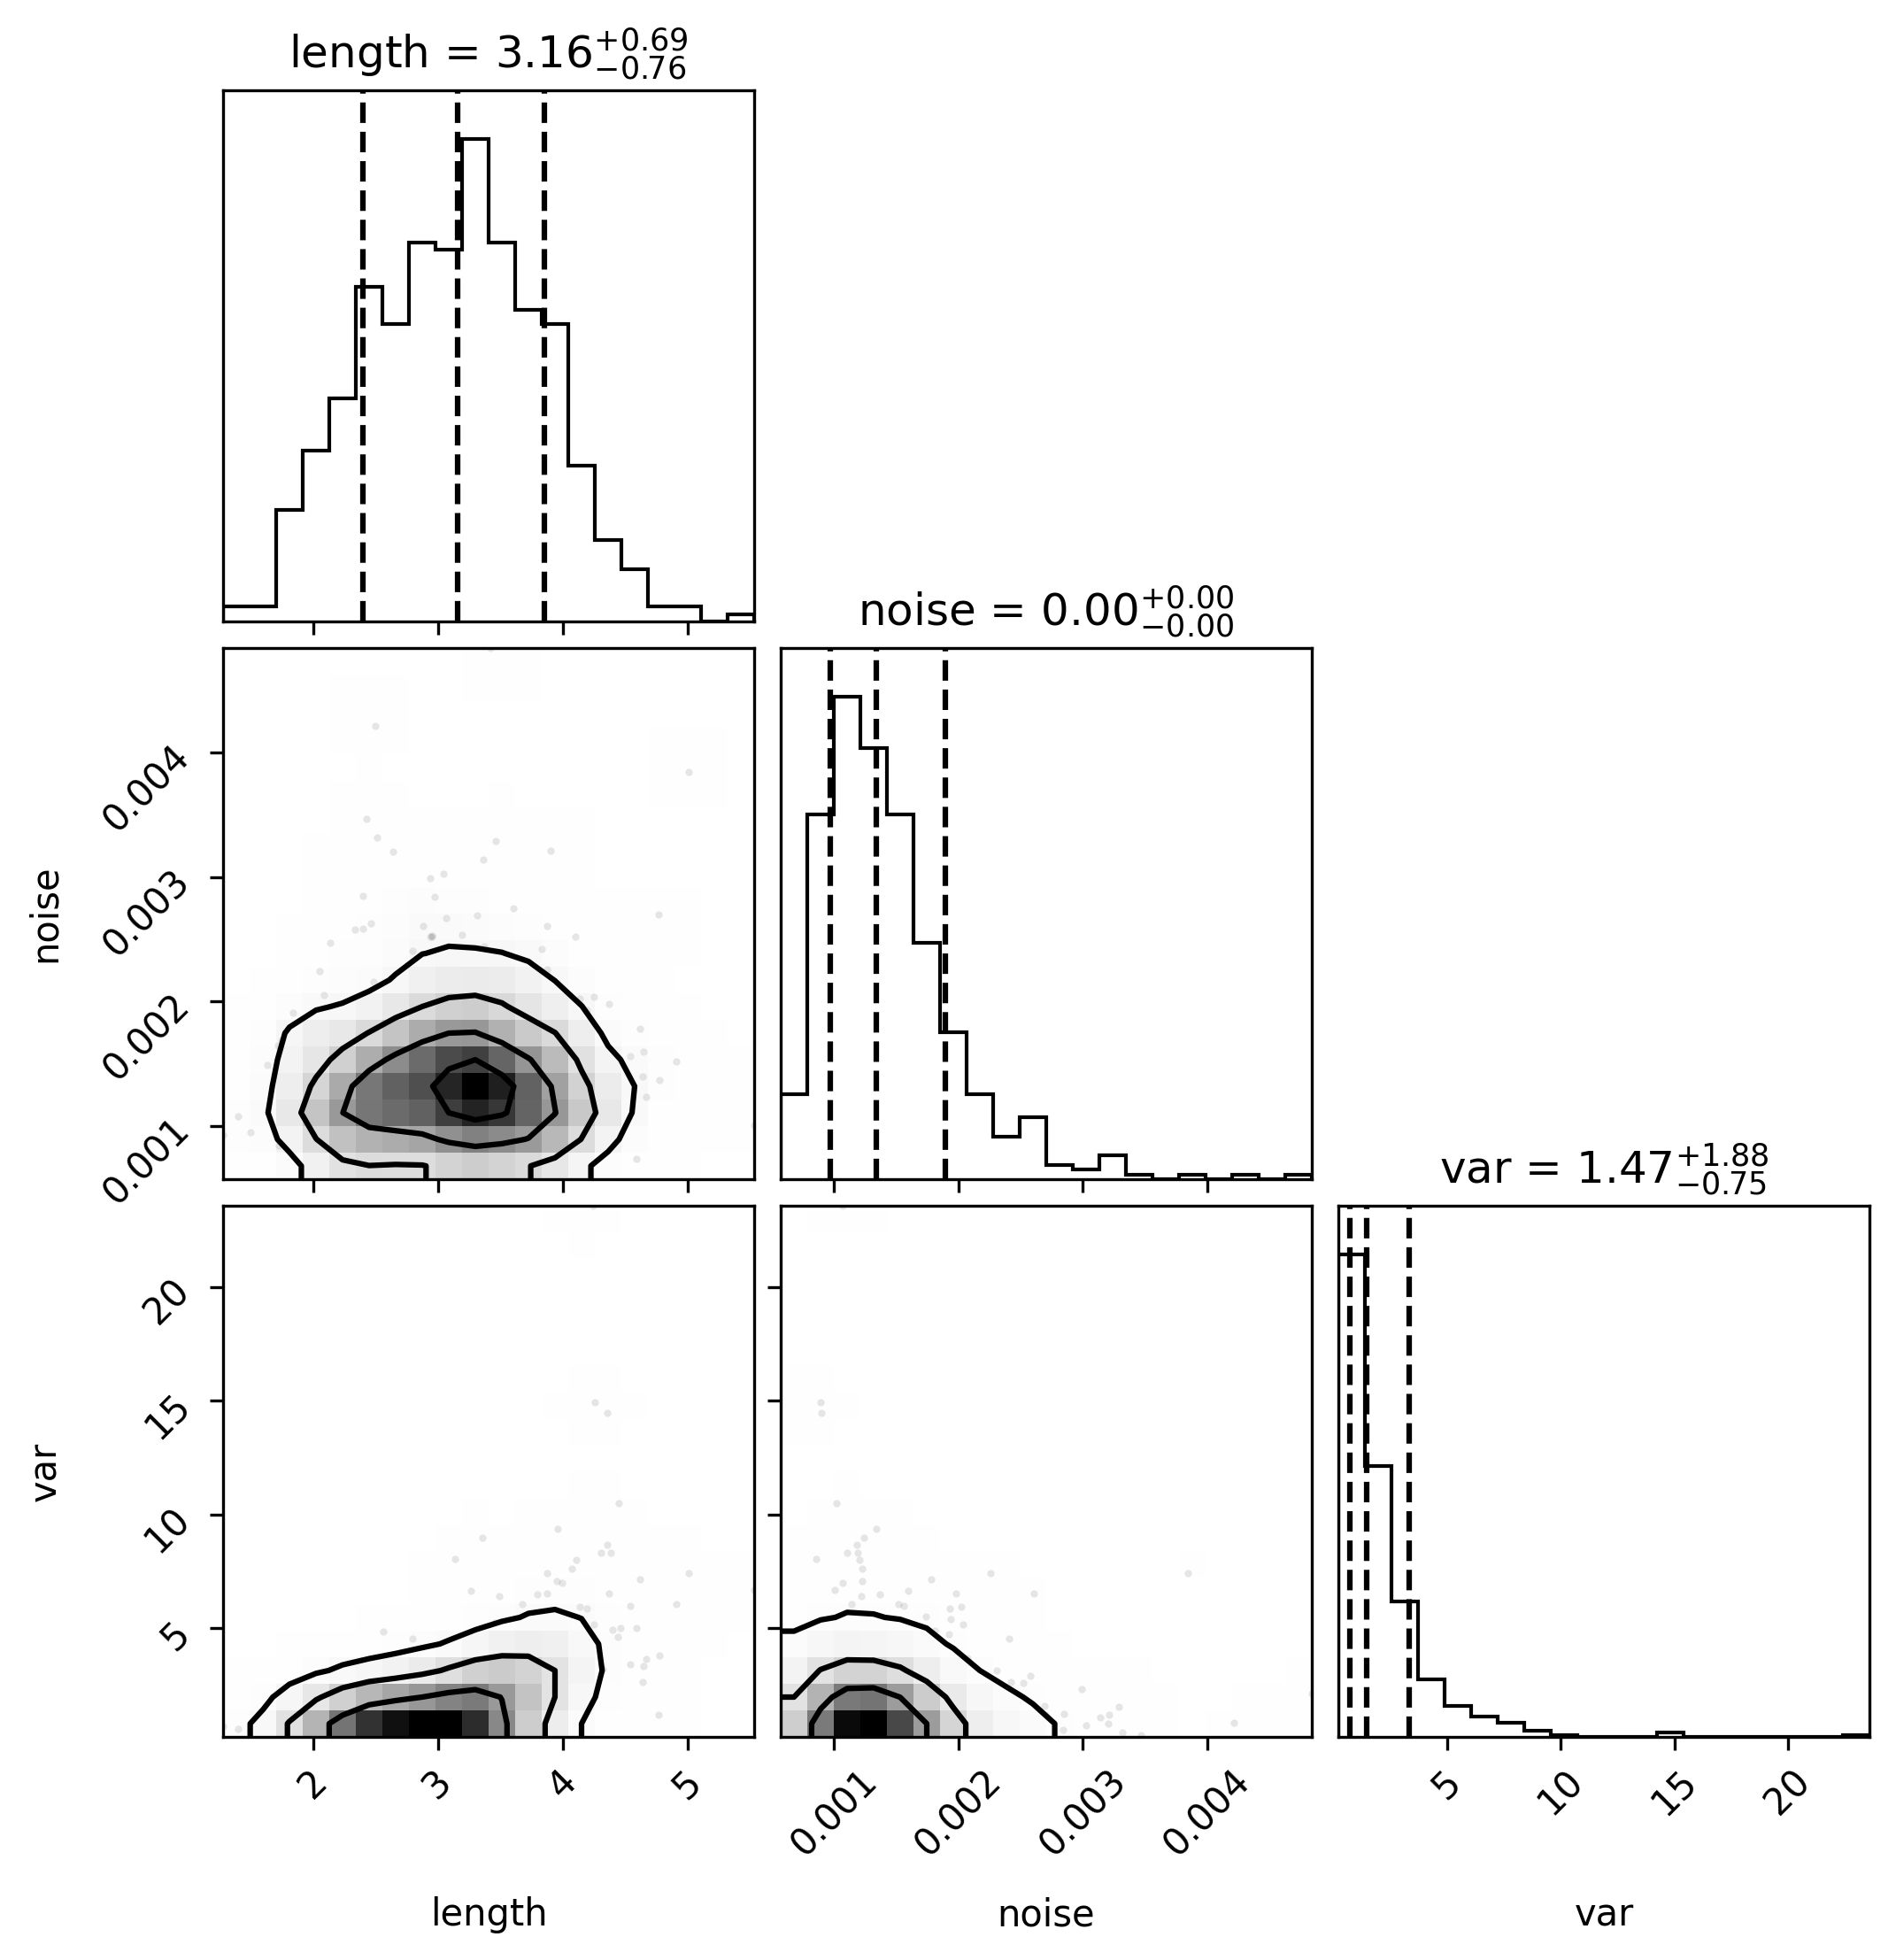 length = 3.16 +0.69 −0.76
noise = 0.00 +0.00 −0.00
0.004
0.003
noise
0.002
0.001
var = 1.47 +1.88 −0.75
20
15
var
10
5
2 3 4 5
0.001 0.002 0.003 0.004
5 10 15 20
length noise var